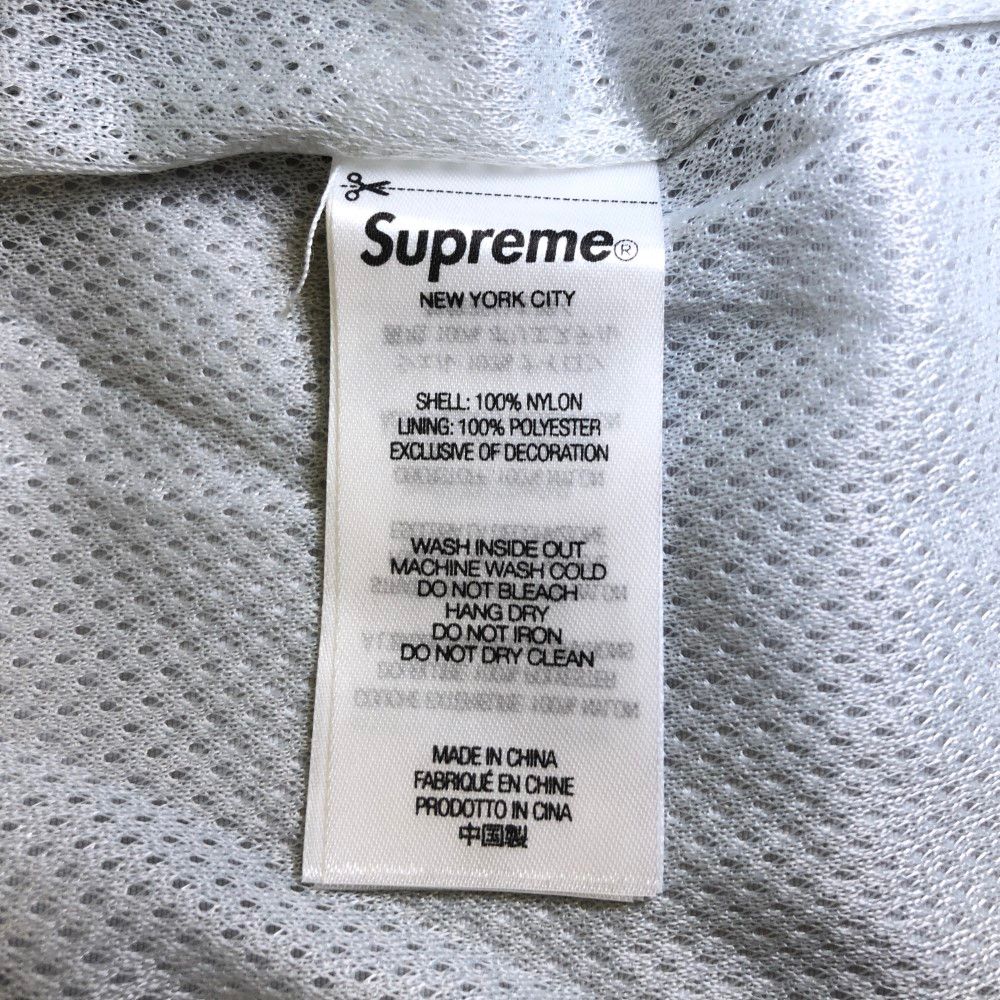 Supreme®
NEW YORK CITY
SHELL: 100% NYLON
LINING: 100% POLYESTER
EXCLUSIVE OF DECORATION
WASH INSIDE OUT
MACHINE WASH COLD
DO NOT BLEACH
HANG DRY
DO NOT IRON
DO NOT DRY CLEAN
MADE IN CHINA
FABRIQUÉ EN CHINE
PRODOTTO IN CINA
中国製